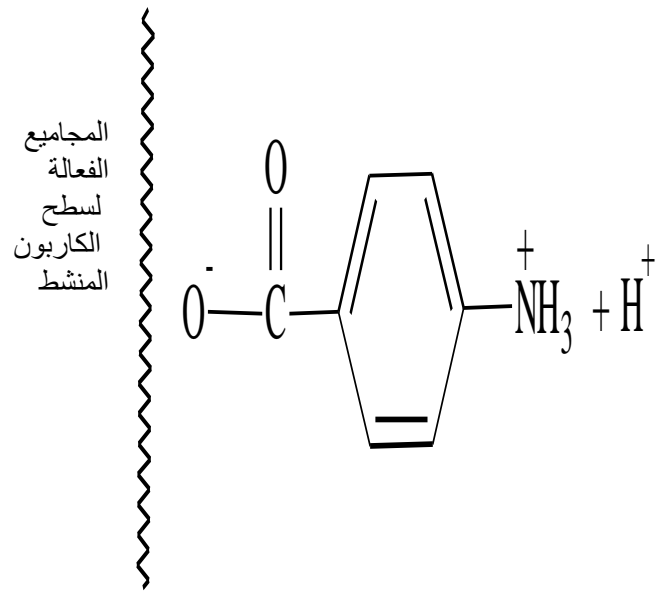 المجاميع
الفعالة
لسطح
الكاربون
المنشط
O
O⁻ C NH₃⁺ + H⁺